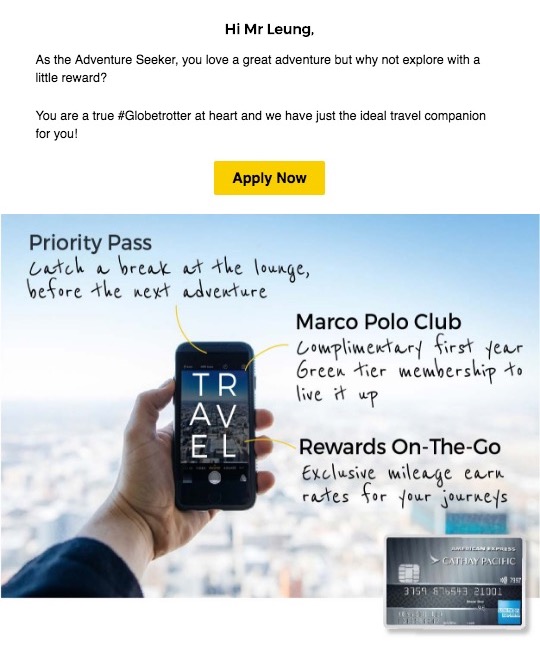 Hi Mr Leung,
As the Adventure Seeker, you love a great adventure but why not explore with a
little reward?
You are a true #Globetrotter at heart and we have just the ideal travel companion
for you!
Apply Now
Priority Pass
Catch a break at the lounge,
before the next adventure
Marco Polo Club
Complimentary first year
Green tier membership to
live it up
TR
AV
EL
Rewards On-The-Go
Exclusive mileage earn
rates for your journeys
AMERICAN EXPRESS
CATHAY PACIFIC
3759 876543 21001